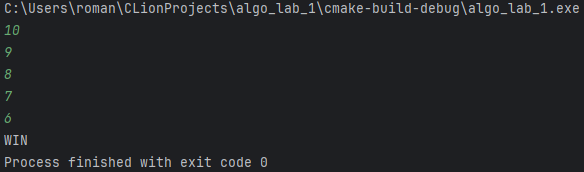 C:\Users\roman\CLionProjects\algo_lab_1\cmake-build-debug\algo_lab_1.exe
10
9
8
7
6
WIN
Process finished with exit code 0